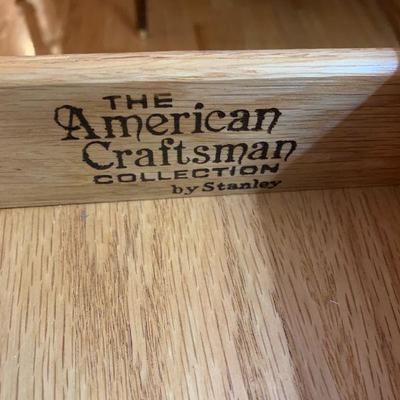 THE
American
Craftsman
COLLECTION
by Stanley